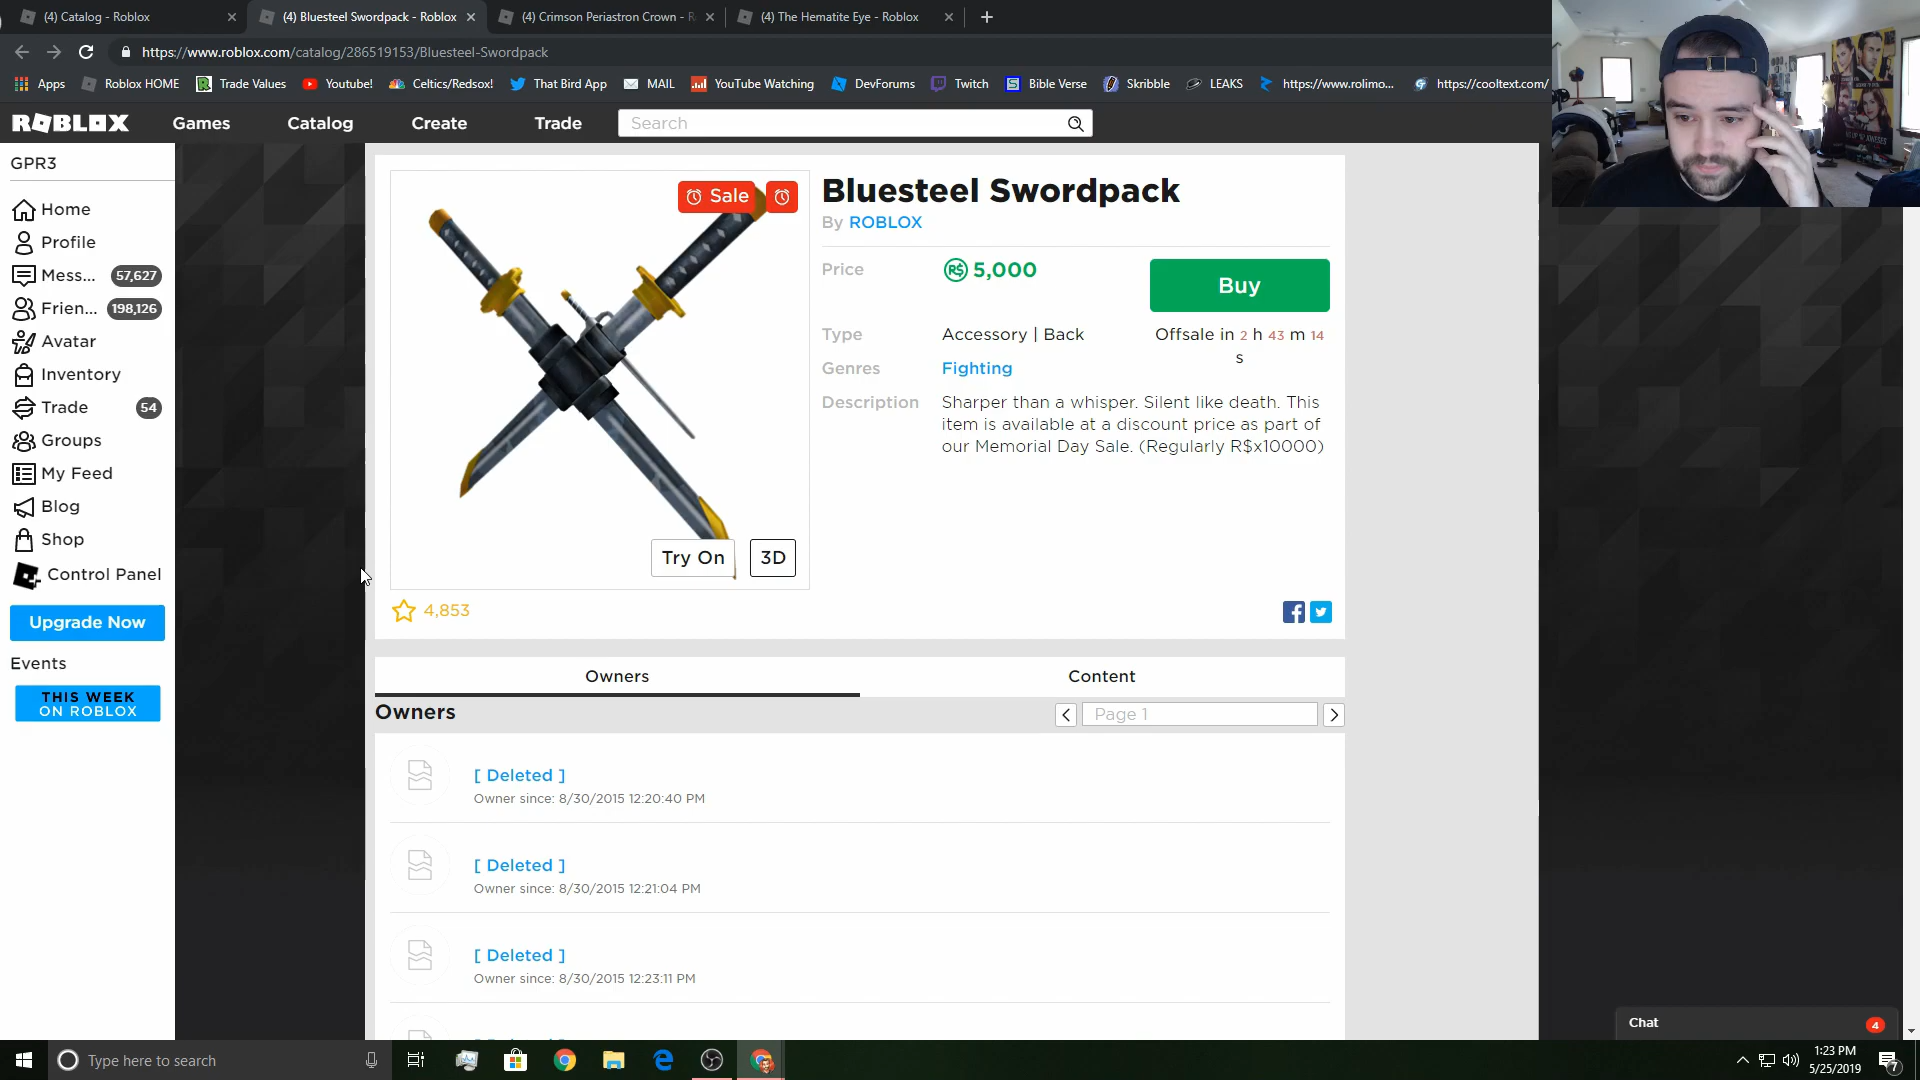 (4) Catalog - Roblox
(4) Bluesteel Swordpack - Roblox
(4) Crimson Periastron Crown - R
(4) The Hematite Eye - Roblox
https://www.roblox.com/catalog/286519153/Bluesteel-Swordpack
Apps
Roblox HOME
Trade Values
Youtube!
Celtics/Redsox!
That Bird App
MAIL
YouTube Watching
DevForums
Twitch
Bible Verse
Skribble
LEAKS
https://www.rolimo...
https://cooltext.com/
ROBLOX
Games
Catalog
Create
Trade
Search
GPR3
Home
Profile
Mess... 57,627
Frien... 198,126
Avatar
Inventory
Trade 54
Groups
My Feed
Blog
Shop
Control Panel
Upgrade Now
Events
THIS WEEK
ON ROBLOX
Sale
Try On
3D
4,853
Bluesteel Swordpack
By ROBLOX
Price R$ 5,000
Buy
Type Accessory | Back
Offsale in 2 h 43 m 14
s
Genres Fighting
Description Sharper than a whisper. Silent like death. This
item is available at a discount price as part of
our Memorial Day Sale. (Regularly R$x10000)
Owners
Content
Owners
Page 1
[ Deleted ]
Owner since: 8/30/2015 12:20:40 PM
[ Deleted ]
Owner since: 8/30/2015 12:21:04 PM
[ Deleted ]
Owner since: 8/30/2015 12:23:11 PM
Chat 4
Type here to search
1:23 PM
5/25/2019
7